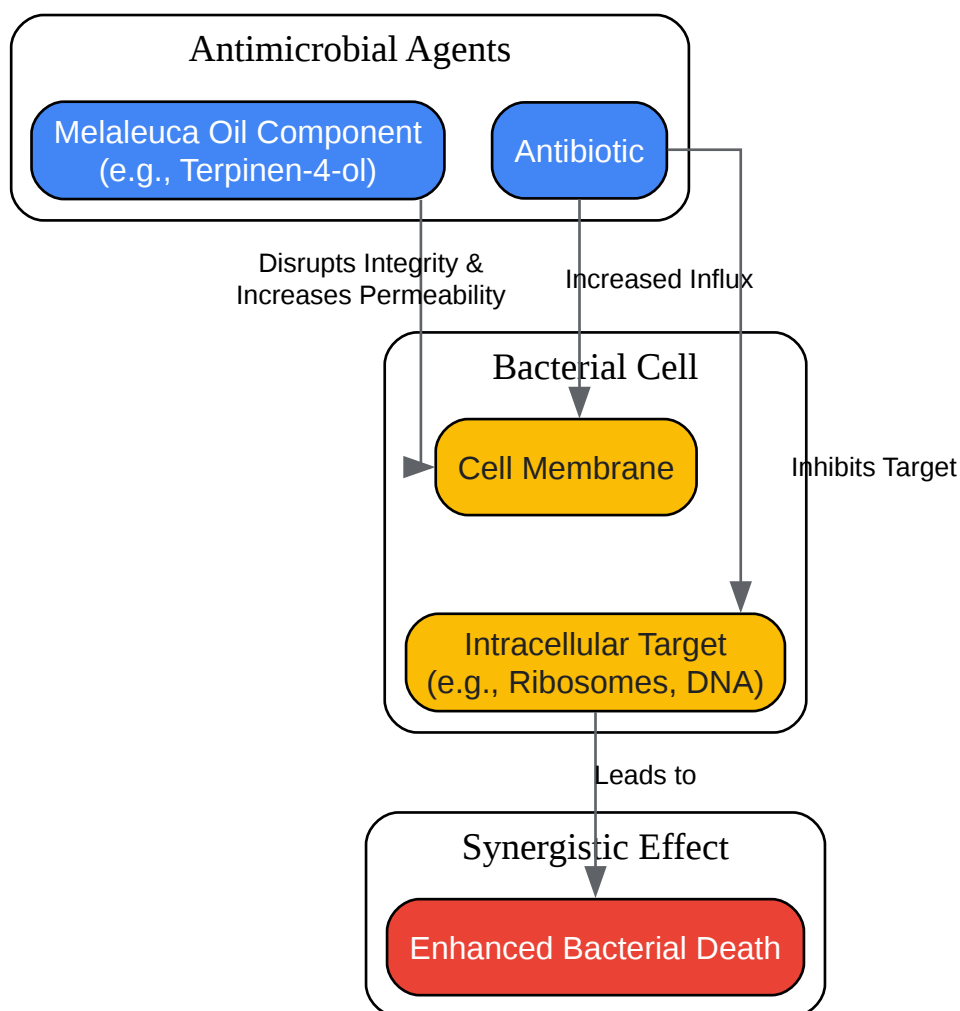 Antimicrobial Agents
Melaleuca Oil Component
(e.g., Terpinen-4-ol)
Antibiotic
Disrupts Integrity &
Increases Permeability
Increased Influx
Bacterial Cell
Cell Membrane
Inhibits Target
Intracellular Target
(e.g., Ribosomes, DNA)
Leads to
Synergistic Effect
Enhanced Bacterial Death